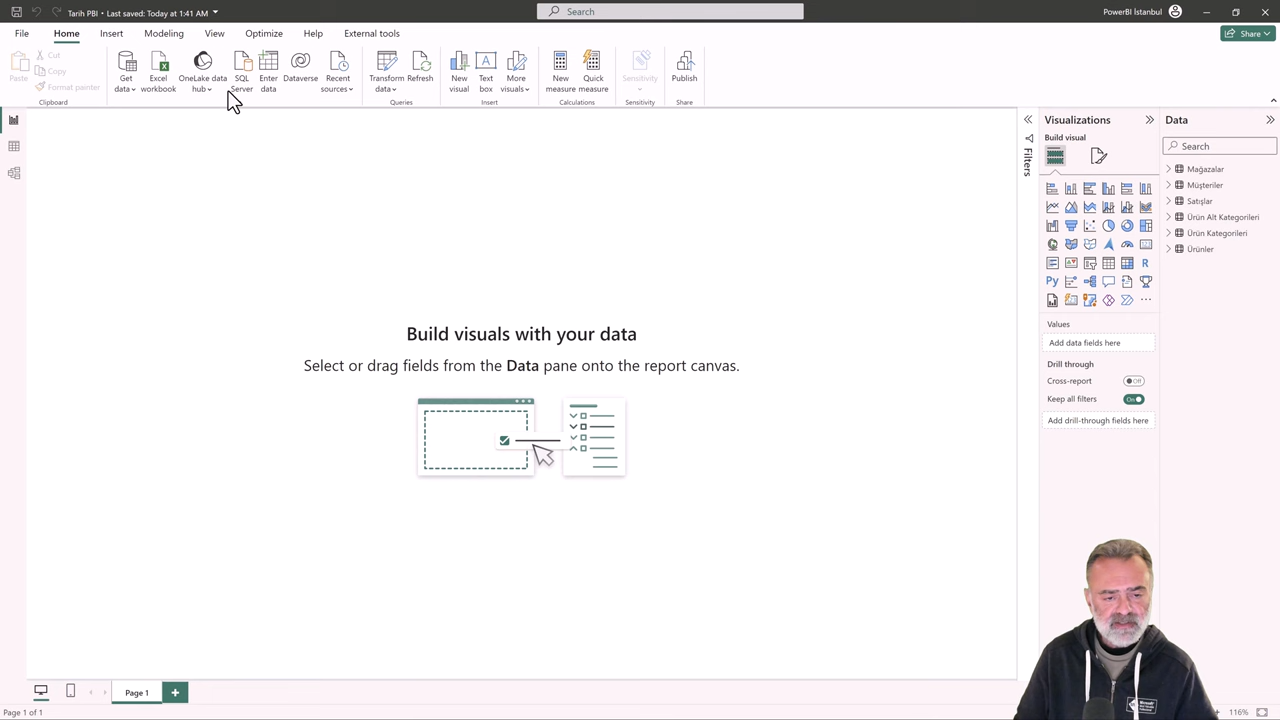 Tarih PBI • Last saved: Today at 1:41 AM
Search
PowerBI Istanbul
File
Home
Insert
Modeling
View
Optimize
Help
External tools
Share
Paste
Cut
Copy
Format painter
Clipboard
Get data
Excel workbook
OneLake data hub
SQL Server
Enter data
Dataverse
Recent sources
Transform data
Refresh
Queries
New visual
Text box
More visuals
Insert
New measure
Quick measure
Calculations
Sensitivity
Sensitivity
Publish
Share
Build visuals with your data
Select or drag fields from the Data pane onto the report canvas.
Filters
Visualizations
Build visual
R
Py
Values
Add data fields here
Drill through
Cross-report
Off
Keep all filters
On
Add drill-through fields here
Data
Search
Mağazalar
Müşteriler
Satışlar
Ürün Alt Kategorileri
Ürün Kategorileri
Ürünler
Page 1
Page 1 of 1
116%